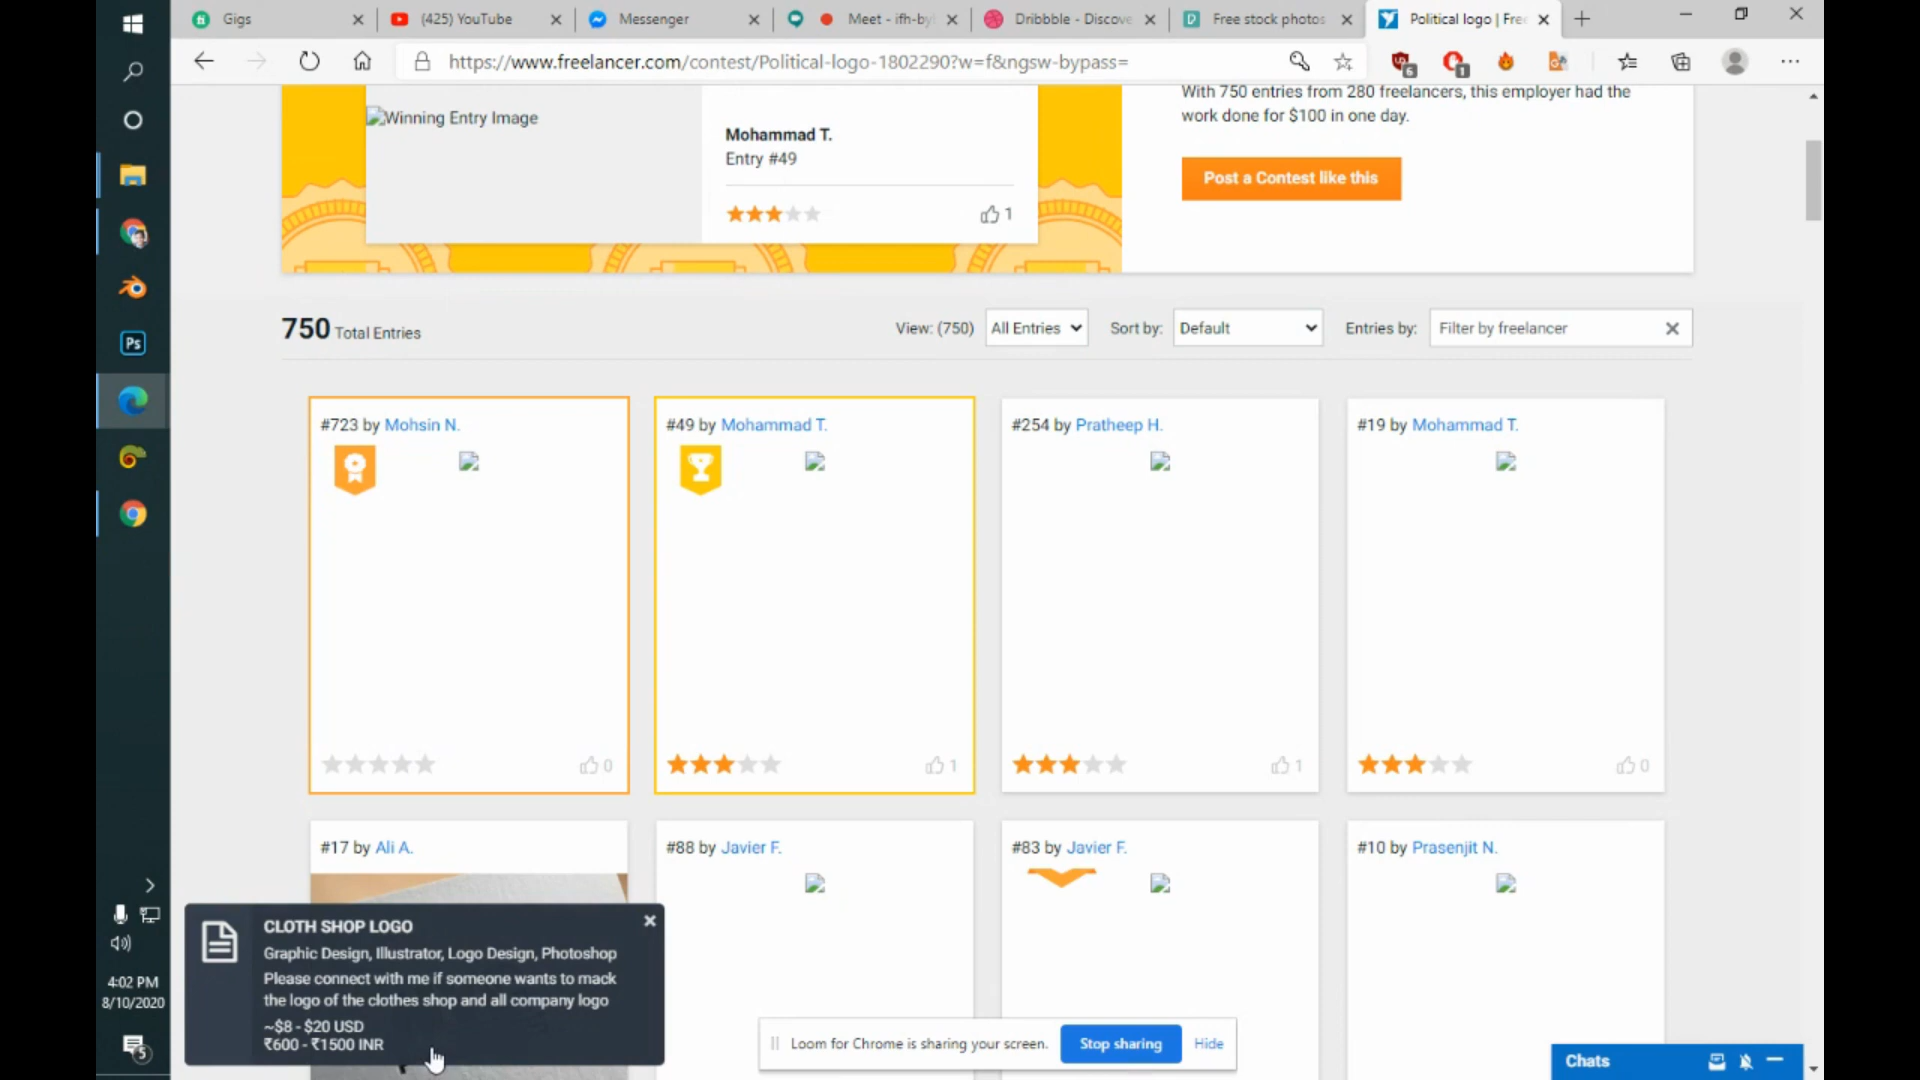 Gigs
(425) YouTube
Messenger
Meet - ifh-by
Dribbble - Discove
Free stock photos
Political logo | Free
https://www.freelancer.com/contest/Political-logo-1802290?w=f&ngsw-bypass=
6
1
Winning Entry Image
Mohammad T.
Entry #49
1
With 750 entries from 280 freelancers, this employer had the
work done for $100 in one day.
Post a Contest like this
750 Total Entries
View: (750) All Entries Sort by: Default Entries by: Filter by freelancer
#723 by Mohsin N.
#49 by Mohammad T.
#254 by Pratheep H.
#19 by Mohammad T.
0
1
1
0
#17 by Ali A.
#88 by Javier F.
#83 by Javier F.
#10 by Prasenjit N.
CLOTH SHOP LOGO
Graphic Design, Illustrator, Logo Design, Photoshop
Please connect with me if someone wants to mack
the logo of the clothes shop and all company logo
~$8 - $20 USD
₹600 - ₹1500 INR
Loom for Chrome is sharing your screen. Stop sharing Hide
Chats
Ps
4:02 PM
8/10/2020
5